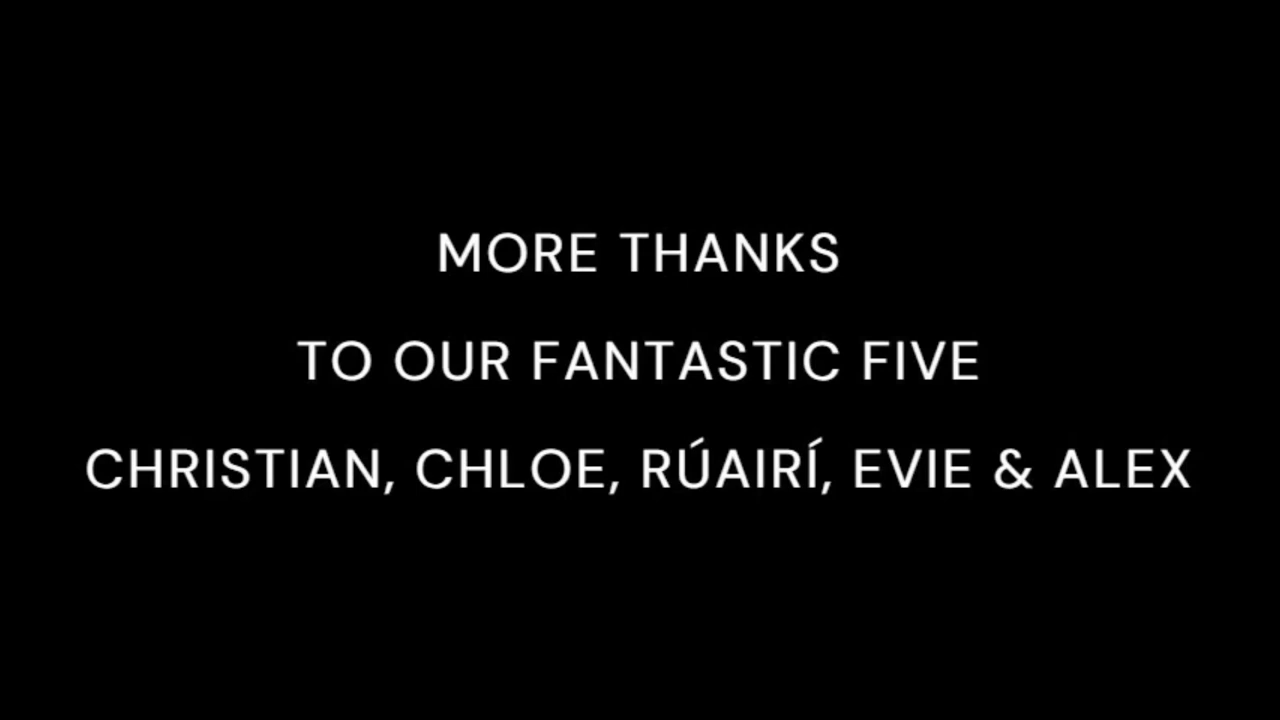 MORE THANKS
TO OUR FANTASTIC FIVE
CHRISTIAN, CHLOE, RÚAIRÍ, EVIE & ALEX